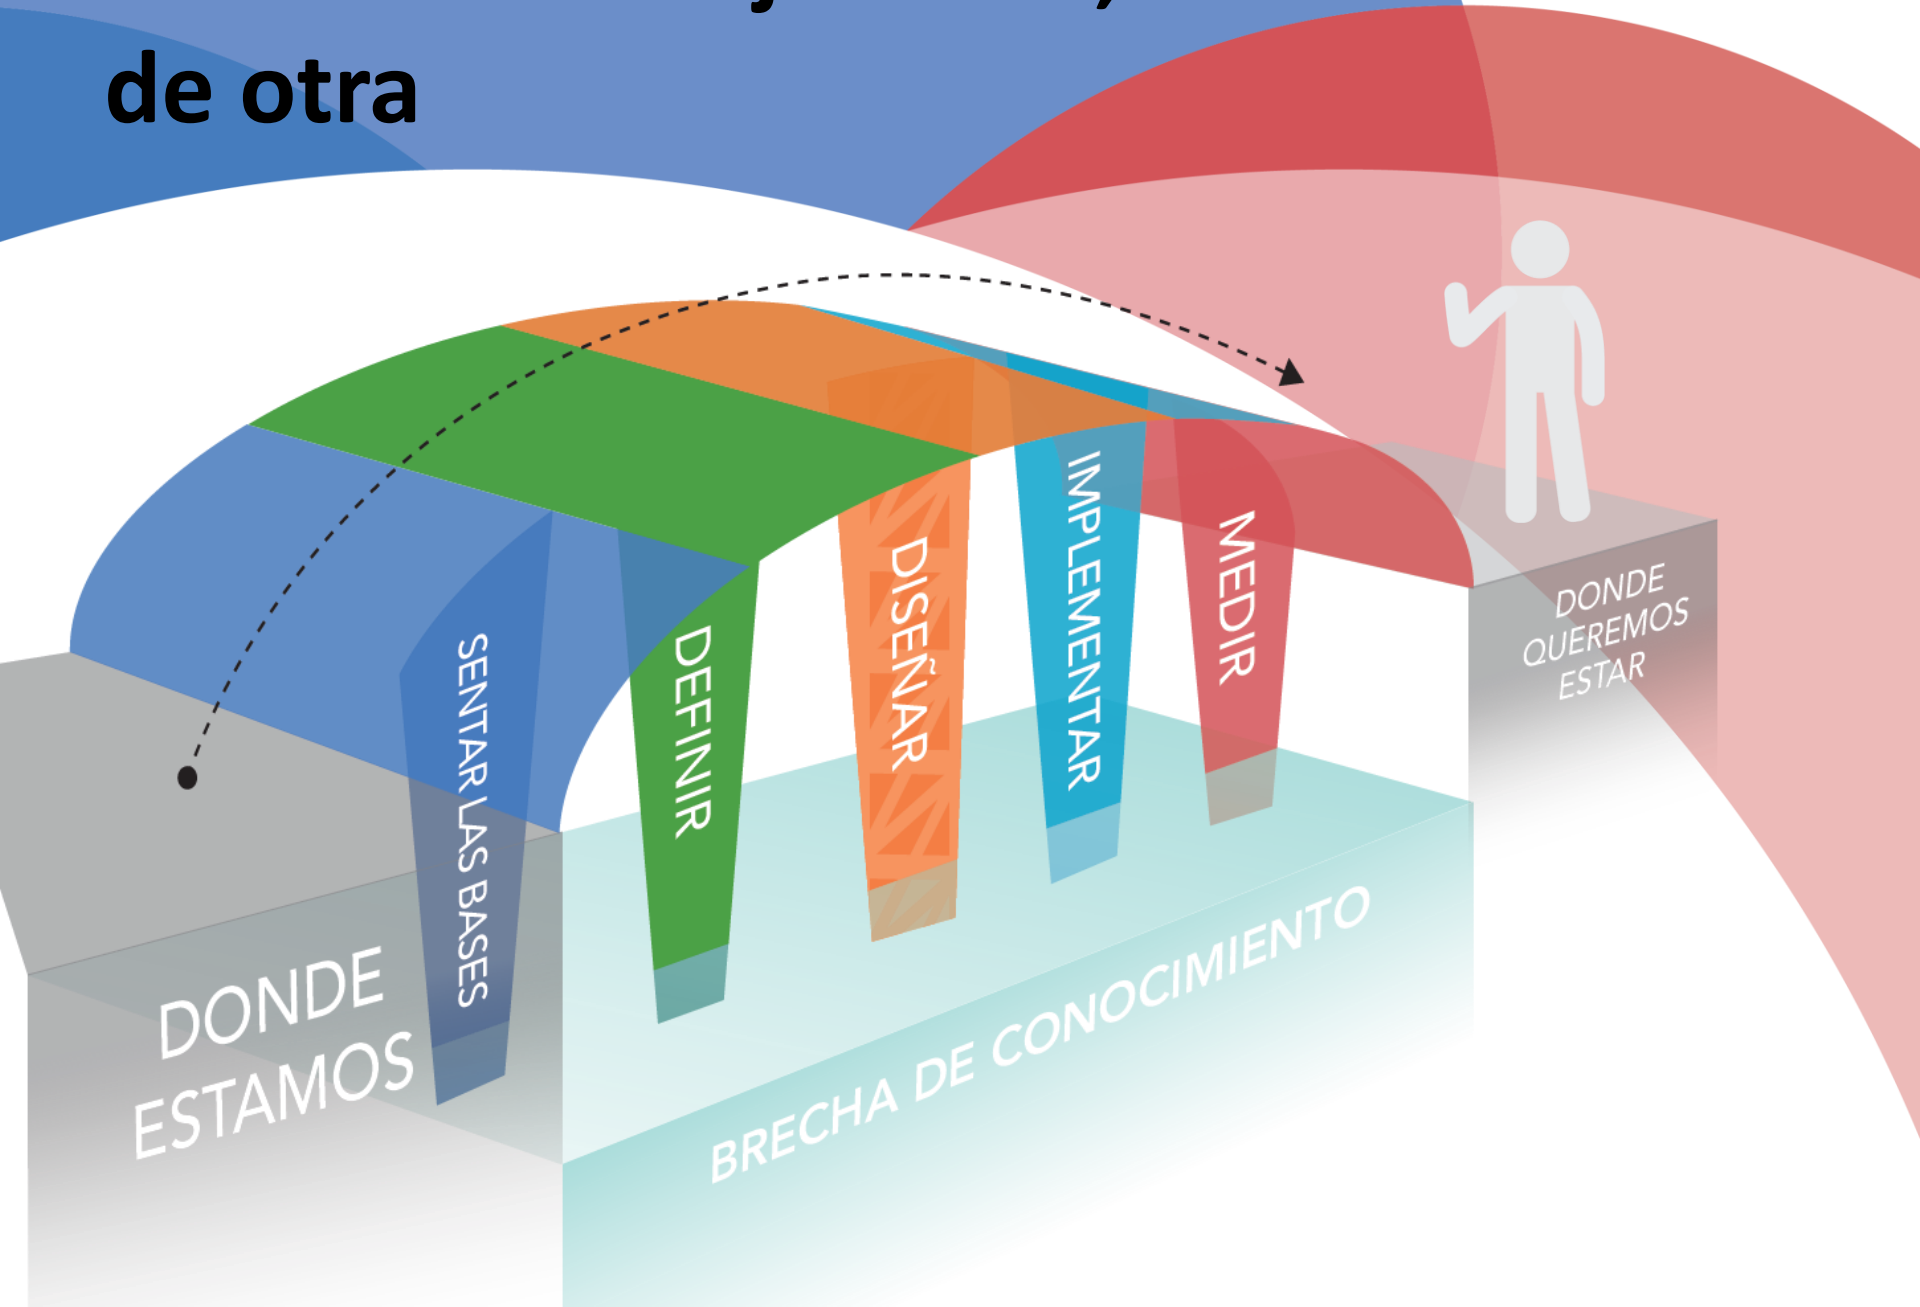 de otra
SENTAR LAS BASES
DEFINIR
DISEÑAR
IMPLEMENTAR
MEDIR
DONDE
QUEREMOS
ESTAR
DONDE
ESTAMOS
BRECHA DE CONOCIMIENTO